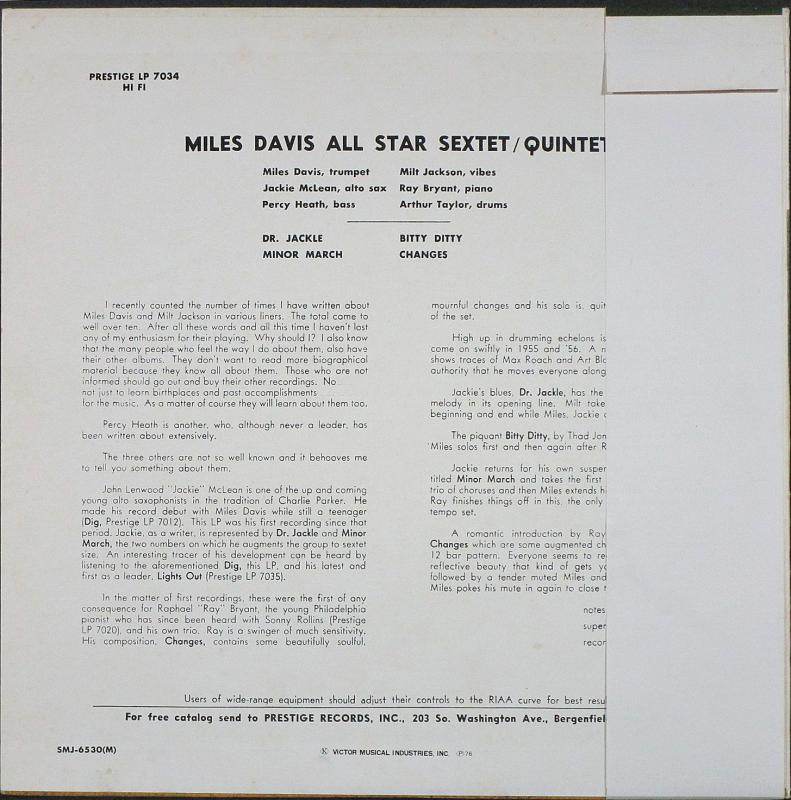 PRESTIGE LP 7034
HI FI
MILES DAVIS ALL STAR SEXTET/QUINTET
Miles Davis, trumpet
Jackie McLean, alto sax
Percy Heath, bass
Milt Jackson, vibes
Ray Bryant, piano
Arthur Taylor, drums
DR. JACKLE
MINOR MARCH
BITTY DITTY
CHANGES
I recently counted the number of times I have written about
Miles Davis and Milt Jackson in various liners. The total came to
well over ten. After all these words and all this time I haven't lost
any of my enthusiasm for their playing. Why should I? I also know
that the many people who feel the way I do about them, also have
their other albums. They don't want to read more biographical
material because they know all about them. Those who are not
informed should go out and buy their other recordings. No
not just to learn birthplaces and past accomplishments
for the music. As a matter of course they will learn about them too.
Percy Heath is another, who, although never a leader, has
been written about extensively.
The three others are not so well known and it behooves me
to tell you something about them.
John Lenwood "Jackie" McLean is one of the up and coming
young alto saxophonists in the tradition of Charlie Parker. He
made his record debut with Miles Davis while still a teenager
(Dig, Prestige LP 7012). This LP was his first recording since that
period. Jackie, as a writer, is represented by Dr. Jackle and Minor
March, the two numbers on which he augments the group to sextet
size. An interesting tracer of his development can be heard by
listening to the aforementioned Dig, this LP, and his latest and
first as a leader, Lights Out (Prestige LP 7035).
In the matter of first recordings, these were the first of any
consequence for Raphael "Ray" Bryant, the young Philadelphia
pianist who has since been heard with Sonny Rollins (Prestige
LP 7020), and his own trio. Ray is a swinger of much sensitivity.
His composition, Changes, contains some beautifully soulful,
mournful changes and his solo is, quit
of the set.
High up in drumming echelons is
come on swiftly in 1955 and '56. A n
shows traces of Max Roach and Art Bla
authority that he moves everyone along
Jackie's blues, Dr. Jackle, has the
melody in its opening line. Milt take
beginning and end while Miles, Jackie
The piquant Bitty Ditty, by Thad Jon
Miles solos first and then again after R
Jackie returns for his own susper
titled Minor March and takes the first
trio of choruses and then Miles extends hi
Ray finishes things off in this, the only
tempo set.
A romantic introduction by Ray
Changes which are some augmented ch
12 bar pattern. Everyone seems to re
reflective beauty that kind of gets yo
followed by a tender muted Miles and
Miles pokes his mute in again to close t
notes
super
recor
Users of wide-range equipment should adjust their controls to the RIAA curve for best resu
For free catalog send to PRESTIGE RECORDS, INC., 203 So. Washington Ave., Bergenfiel
SMJ-6530(M)
Ⓚ VICTOR MUSICAL INDUSTRIES, INC. Ⓟ76